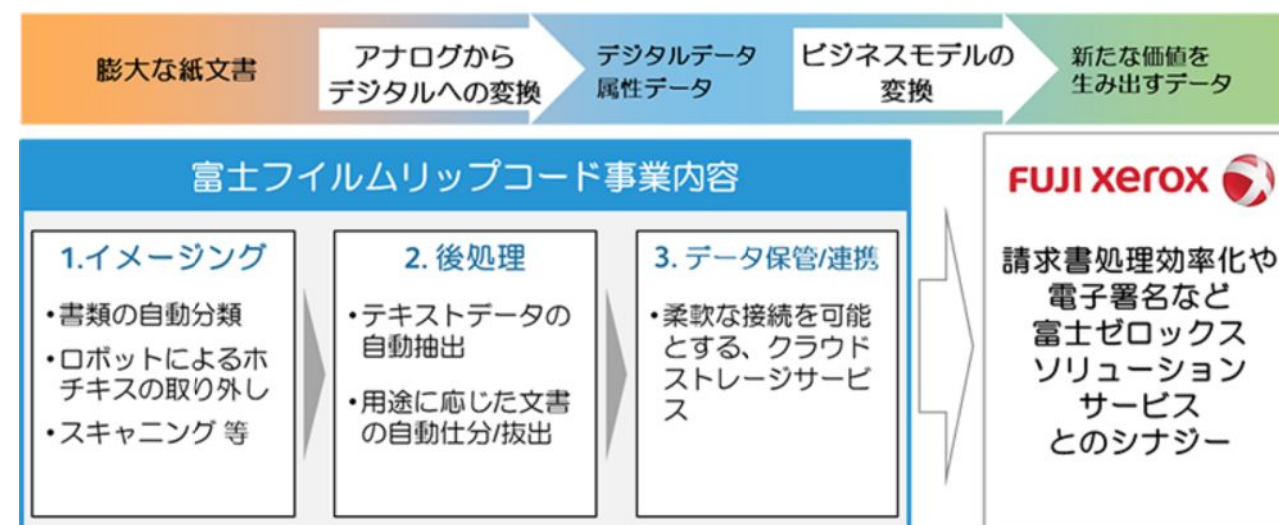 膨大な紙文書
アナログから
デジタルへの変換
デジタルデータ
属性データ
ビジネスモデルの
変換
新たな価値を
生み出すデータ
富士フイルムリップコード事業内容
1.イメージング
•書類の自動分類
•ロボットによるホ
チキスの取り外し
•スキャニング 等
2. 後処理
•テキストデータの
自動抽出
•用途に応じた文書
の自動仕分/抜出
3. データ保管/連携
•柔軟な接続を可能
とする、クラウド
ストレージサービ
ス
FUJI xerox
請求書処理効率化や
電子署名など
富士ゼロックス
ソリューション
サービス
とのシナジー